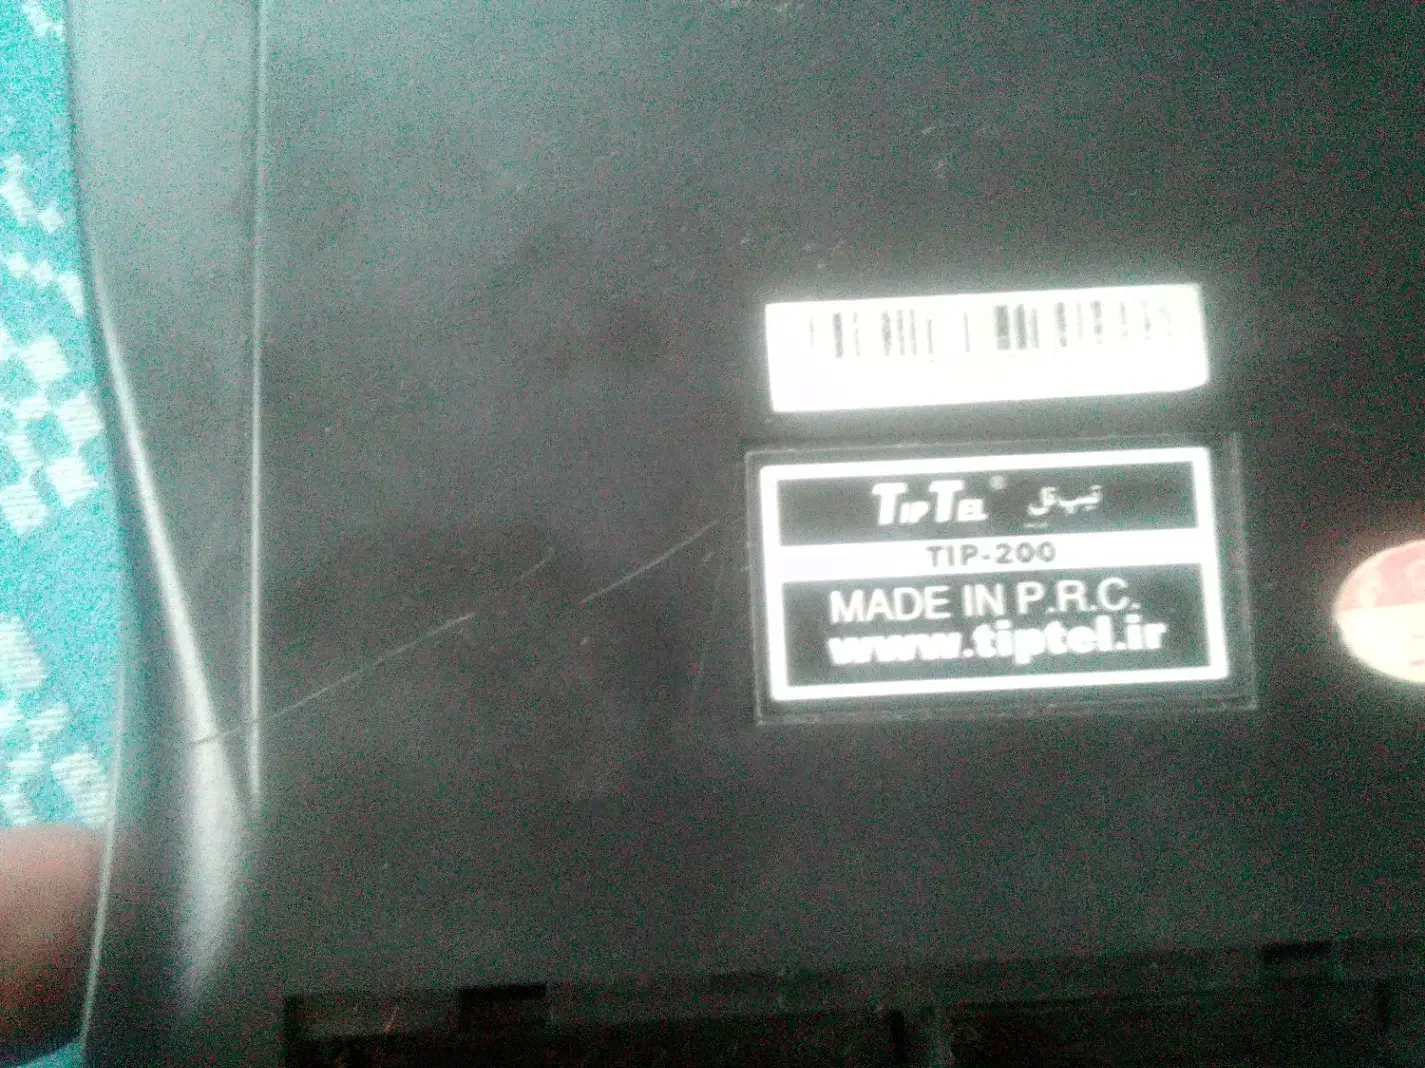 TIPTEL® تیپ تل
TIP-200
MADE IN P.R.C.
www.tiptel.ir